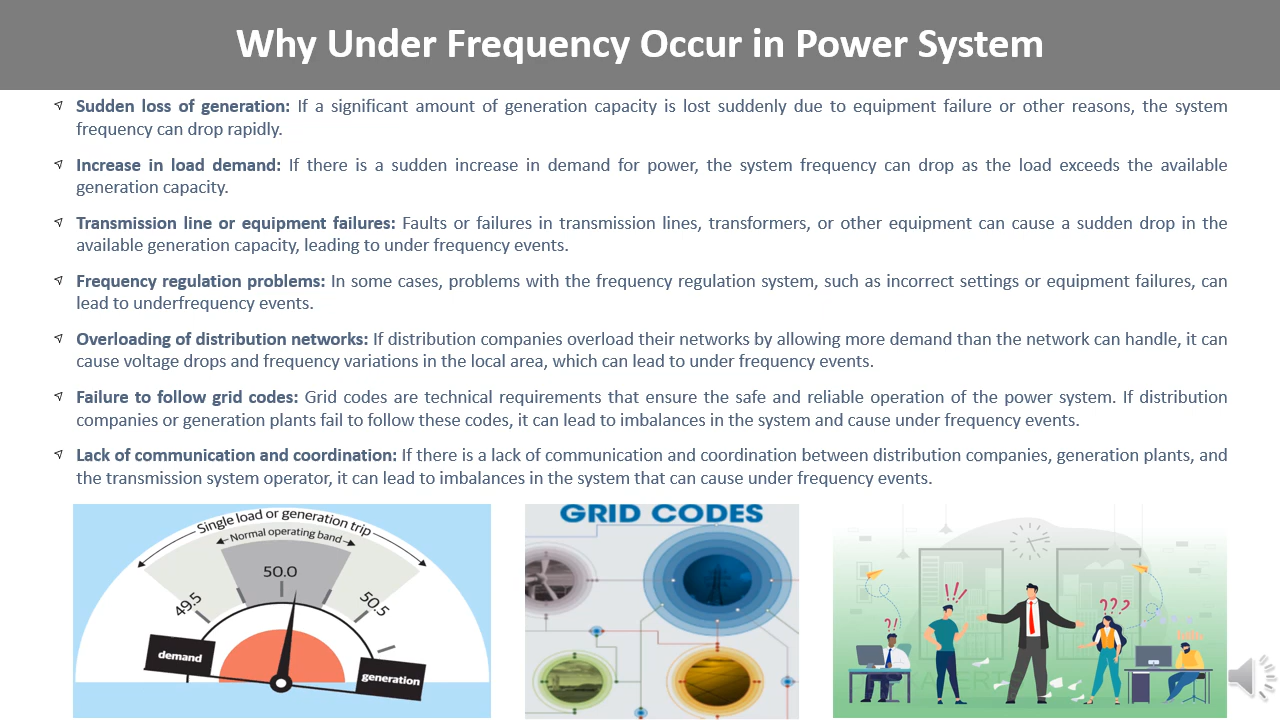 Why Under Frequency Occur in Power System
Sudden loss of generation: If a significant amount of generation capacity is lost suddenly due to equipment failure or other reasons, the system
frequency can drop rapidly.
Increase in load demand: If there is a sudden increase in demand for power, the system frequency can drop as the load exceeds the available
generation capacity.
Transmission line or equipment failures: Faults or failures in transmission lines, transformers, or other equipment can cause a sudden drop in the
available generation capacity, leading to under frequency events.
Frequency regulation problems: In some cases, problems with the frequency regulation system, such as incorrect settings or equipment failures, can
lead to underfrequency events.
Overloading of distribution networks: If distribution companies overload their networks by allowing more demand than the network can handle, it can
cause voltage drops and frequency variations in the local area, which can lead to under frequency events.
Failure to follow grid codes: Grid codes are technical requirements that ensure the safe and reliable operation of the power system. If distribution
companies or generation plants fail to follow these codes, it can lead to imbalances in the system and cause under frequency events.
Lack of communication and coordination: If there is a lack of communication and coordination between distribution companies, generation plants, and
the transmission system operator, it can lead to imbalances in the system that can cause under frequency events.
Single load or generation trip
Normal operating band
49.5
50.0
50.5
demand
generation
GRID CODES
?!
!!!
???